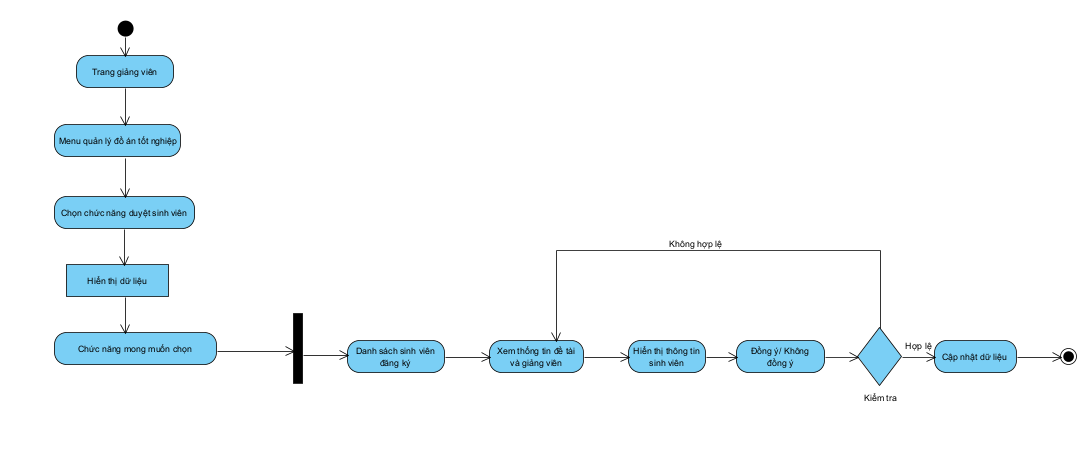 Trang giảng viên
Menu quản lý đồ án tốt nghiệp
Chọn chức năng duyệt sinh viên
Hiển thị dữ liệu
Chức năng mong muốn chọn
Danh sách sinh viên
đăng ký
Xem thống tin đề tài
và giảng viên
Hiển thị thông tin
sinh viên
Đồng ý/ Không
đồng ý
Không hợp lệ
Kiểm tra
Hợp lệ
Cập nhật dữ liệu